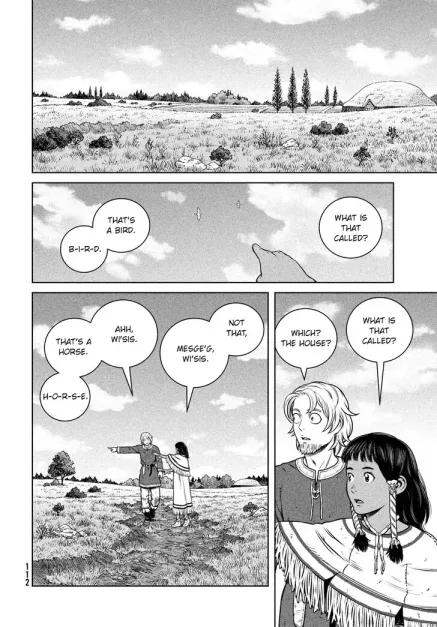 WHAT IS
THAT
CALLED?
THAT'S
A BIRD.
B-I-R-D.
WHAT IS
THAT
CALLED?
WHICH?
THE HOUSE?
NOT
THAT,
MESGE'G,
WI'SIS.
AHH,
WI'SIS.
THAT'S A
HORSE.
H-O-R-S-E.
112